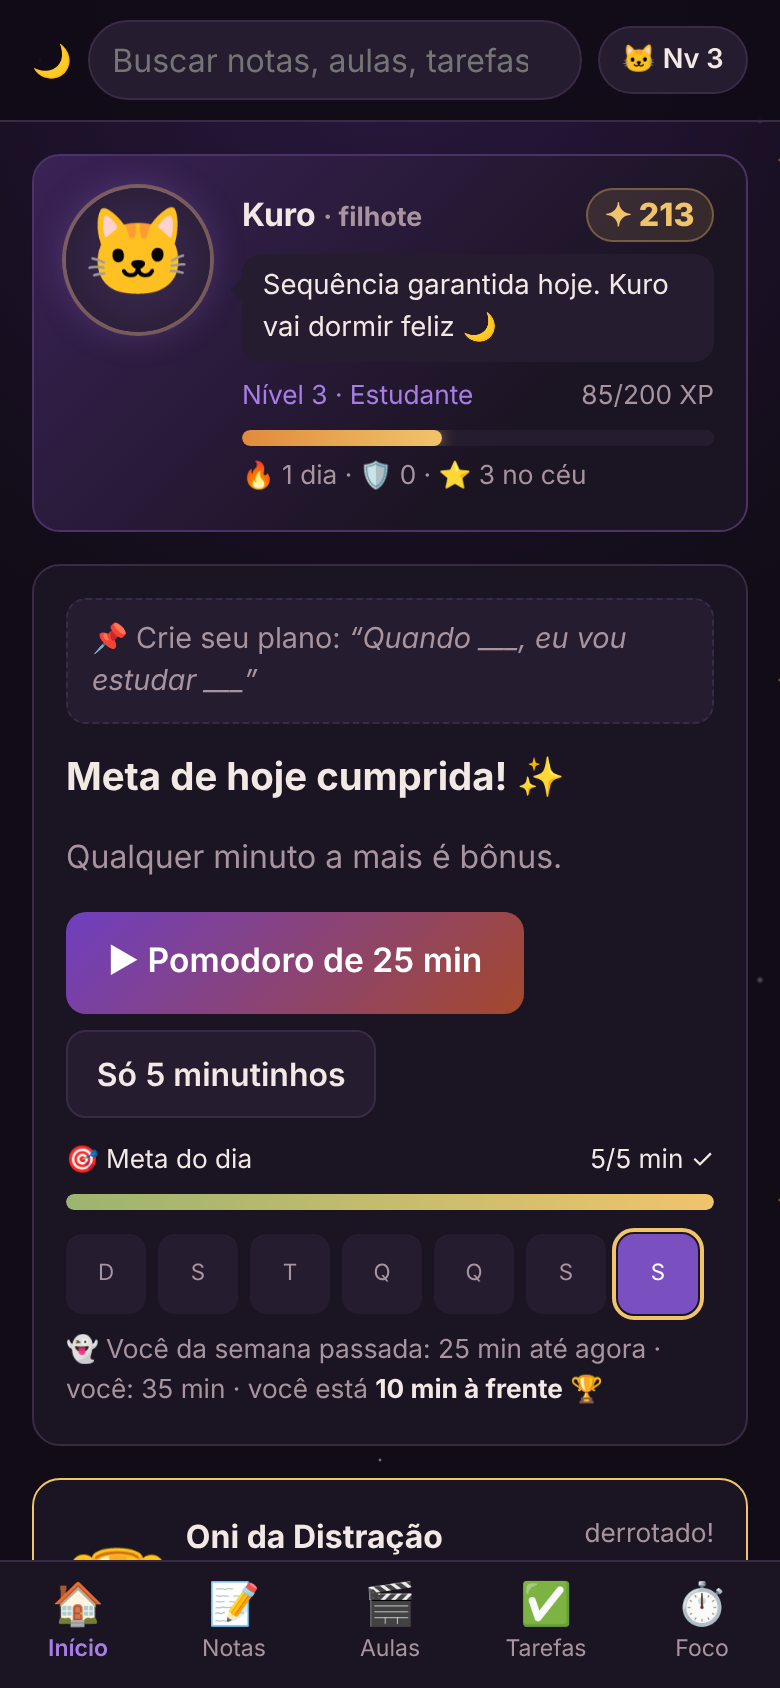 Buscar notas, aulas, tarefas
Nv 3
Kuro · filhote
✦ 213
Sequência garantida hoje. Kuro
vai dormir feliz 🌙
Nível 3 · Estudante
85/200 XP
🔥 1 dia · 🛡️ 0 · ⭐ 3 no céu
📌 Crie seu plano: “Quando ___, eu vou
estudar ___”
Meta de hoje cumprida! ✨
Qualquer minuto a mais é bônus.
▶ Pomodoro de 25 min
Só 5 minutinhos
🎯 Meta do dia
5/5 min ✓
D S T Q Q S S
👻 Você da semana passada: 25 min até agora ·
você: 35 min · você está 10 min à frente 🏆
Oni da Distração
derrotado!
Início
Notas
Aulas
Tarefas
Foco